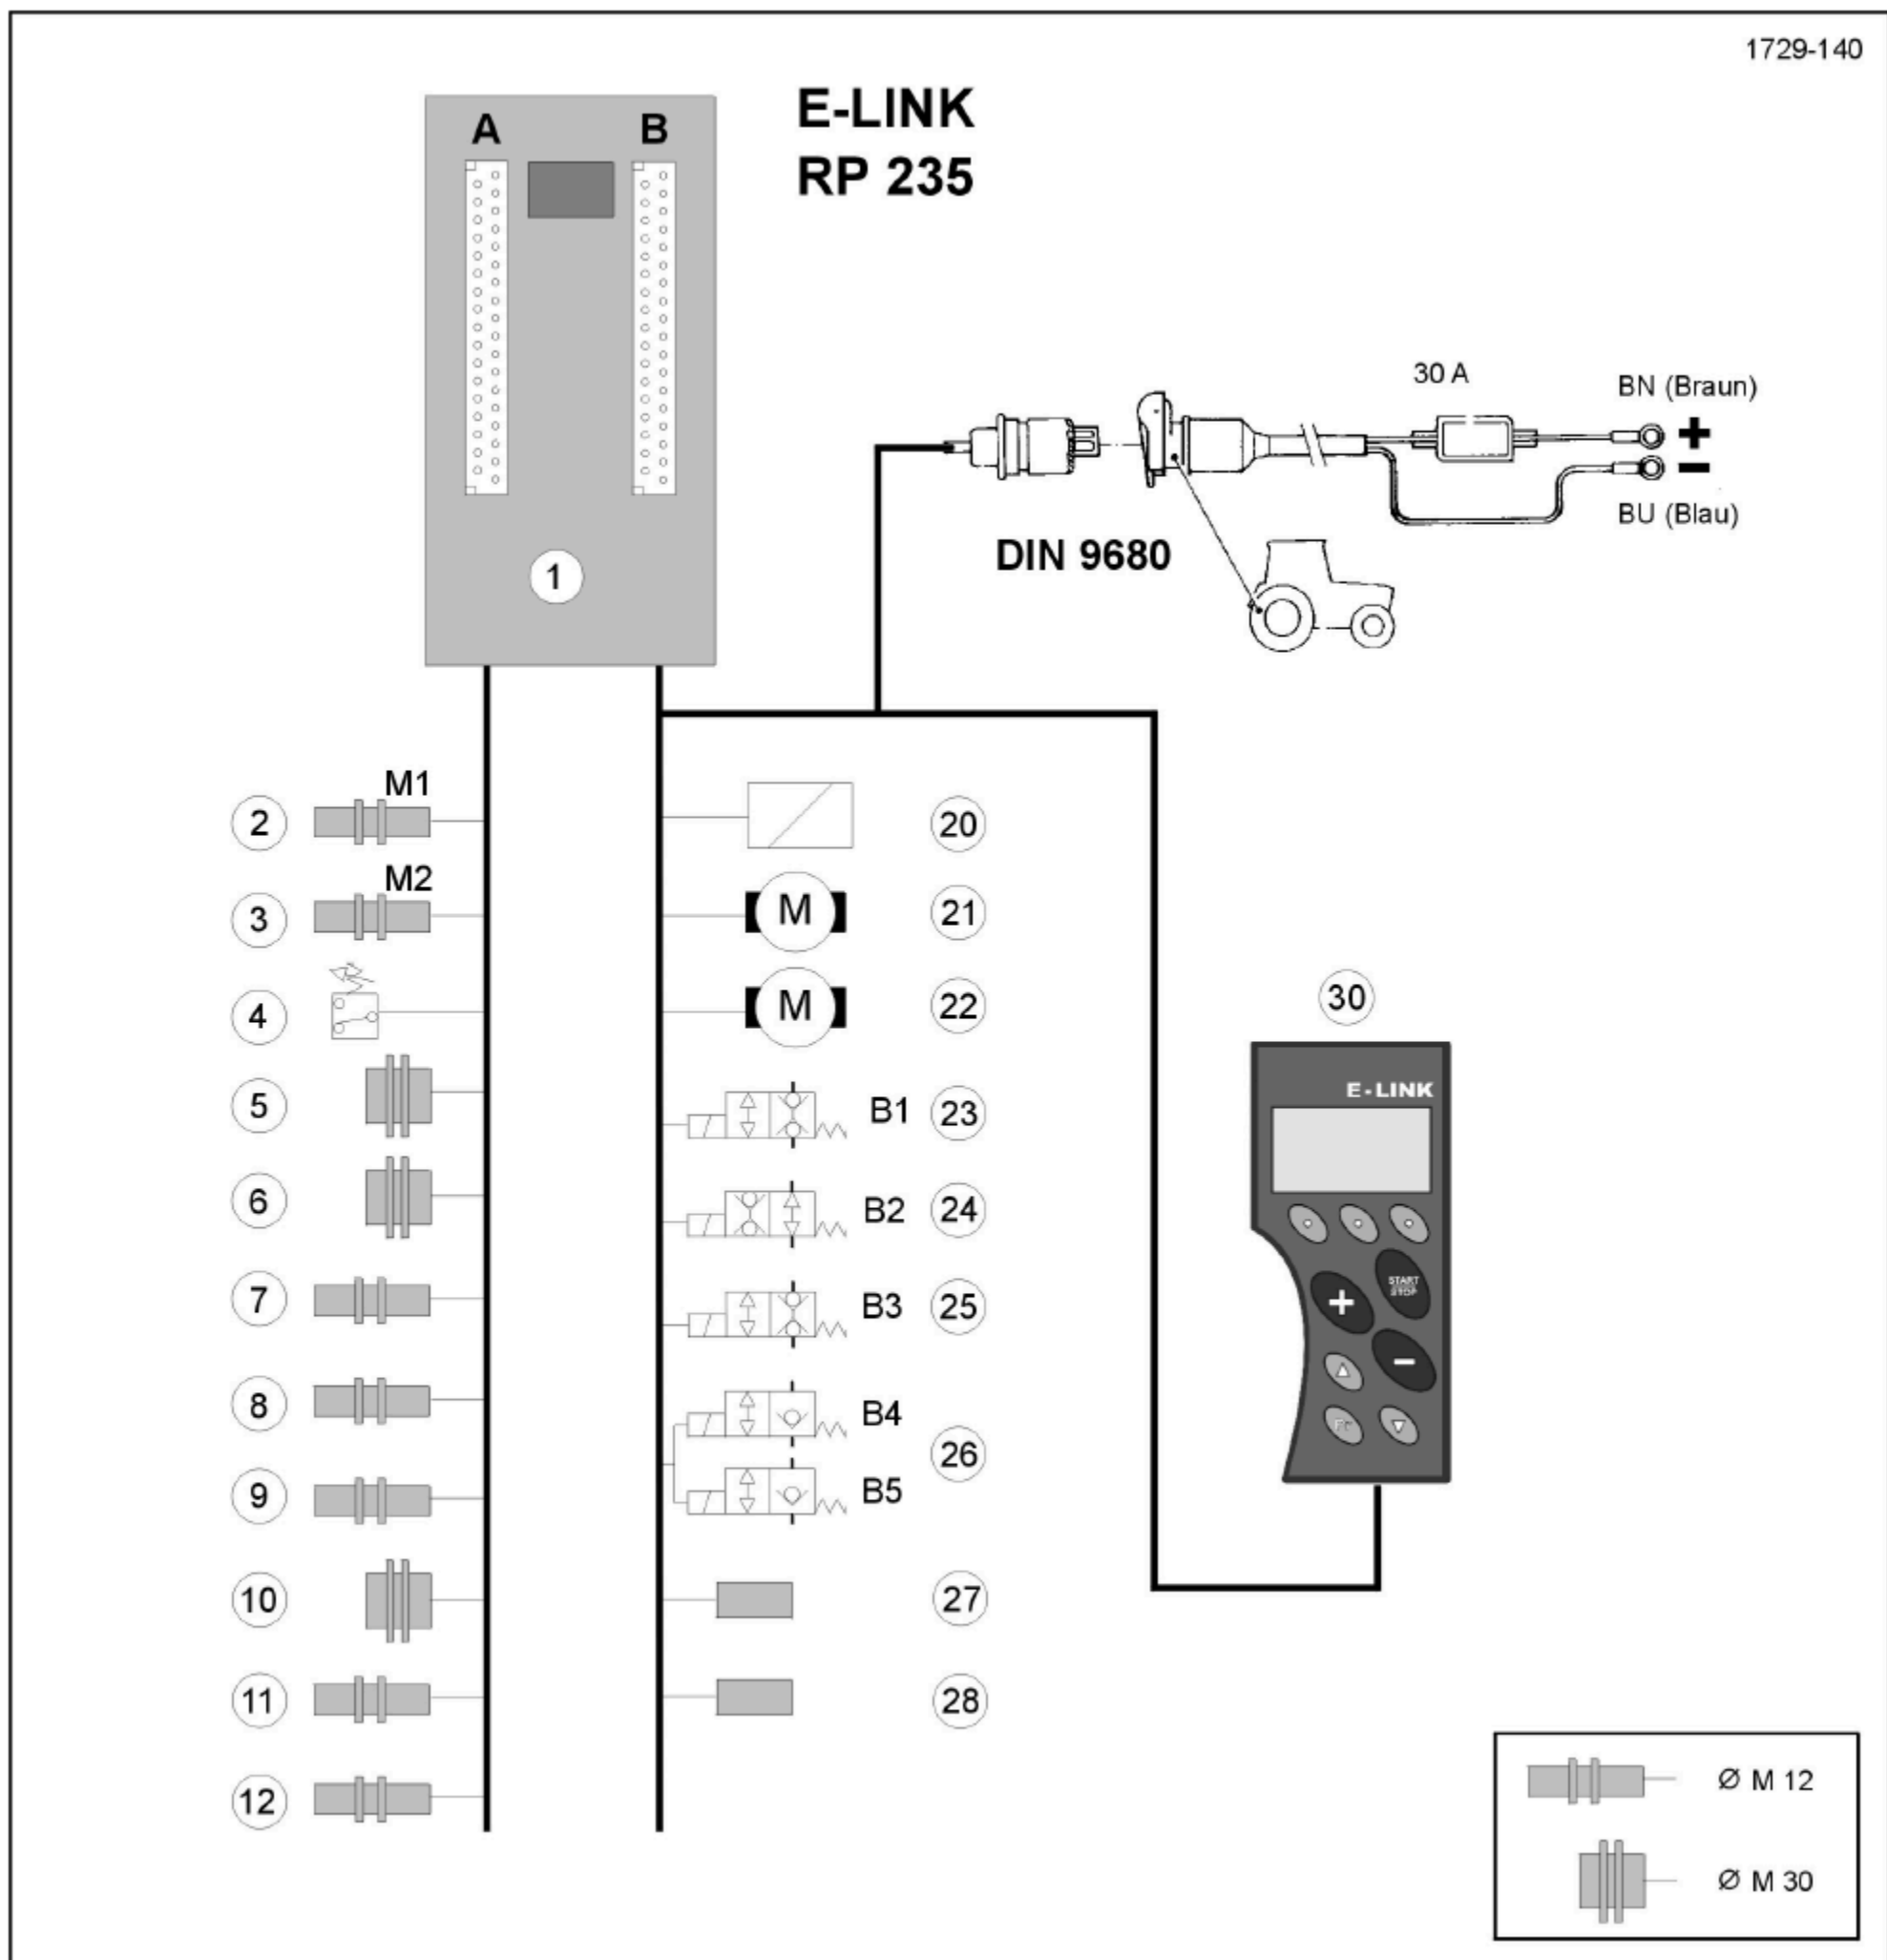 1729-140
E-LINK
RP 235
A
B
1
30 A
BN (Braun)
+
−
BU (Blau)
DIN 9680
2
M1
3
M2
4
5
6
7
8
9
10
11
12
20
M
21
M
22
B1
23
B2
24
B3
25
B4
B5
26
27
28
30
E-LINK
START
STOP
+
−
Ø M 12
Ø M 30